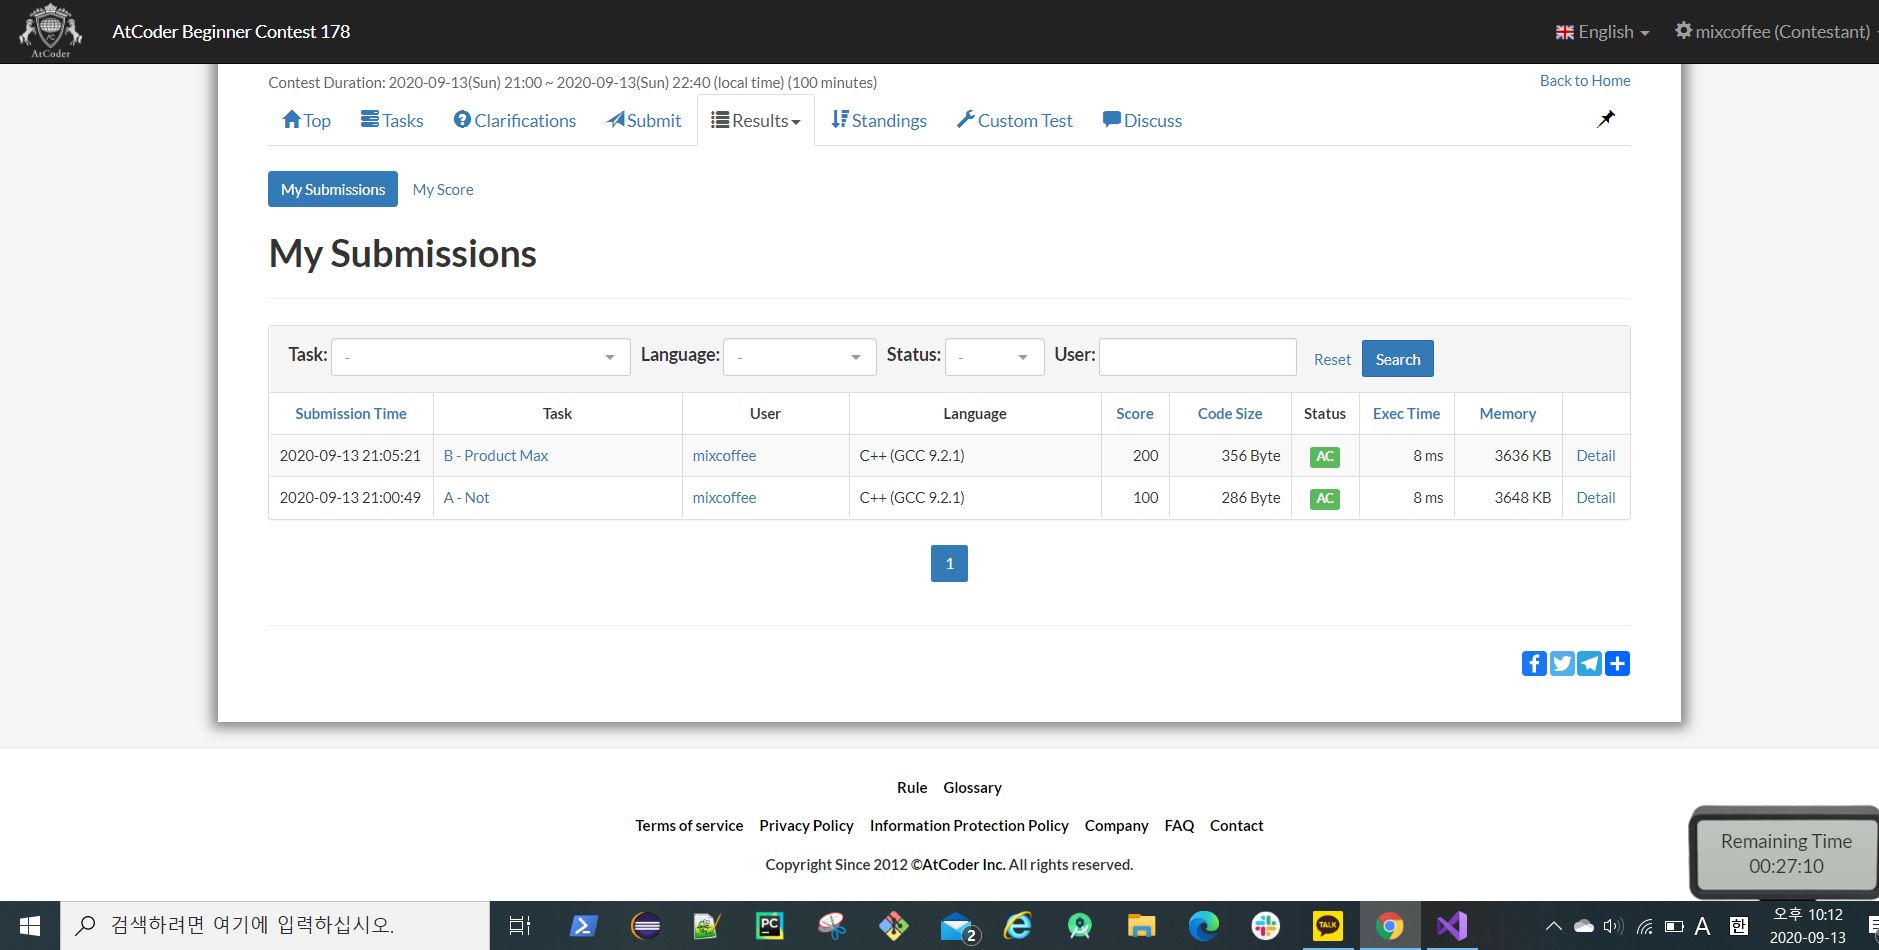 AtCoder
AtCoder Beginner Contest 178
English
mixcoffee (Contestant)
Contest Duration: 2020-09-13(Sun) 21:00 ~ 2020-09-13(Sun) 22:40 (local time) (100 minutes)
Back to Home
Top Tasks Clarifications Submit Results Standings Custom Test Discuss
My Submissions My Score
My Submissions
Task: - Language: - Status: - User: Reset Search
Submission Time Task User Language Score Code Size Status Exec Time Memory
2020-09-13 21:05:21 B - Product Max mixcoffee C++ (GCC 9.2.1) 200 356 Byte AC 8 ms 3636 KB Detail
2020-09-13 21:00:49 A - Not mixcoffee C++ (GCC 9.2.1) 100 286 Byte AC 8 ms 3648 KB Detail
1
Rule Glossary
Terms of service Privacy Policy Information Protection Policy Company FAQ Contact
Copyright Since 2012 ©AtCoder Inc. All rights reserved.
Remaining Time
00:27:10
검색하려면 여기에 입력하십시오.
PC
2
TALK
A
한
오후 10:12
2020-09-13